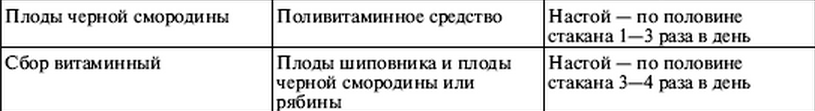 Плоды черной смородины
Поливитаминное средство
Настой — по половине
стакана 1—3 раза в день
Сбор витаминный
Плоды шиповника и плоды
черной смородины или
рябины
Настой — по половине
стакана 3—4 раза в день